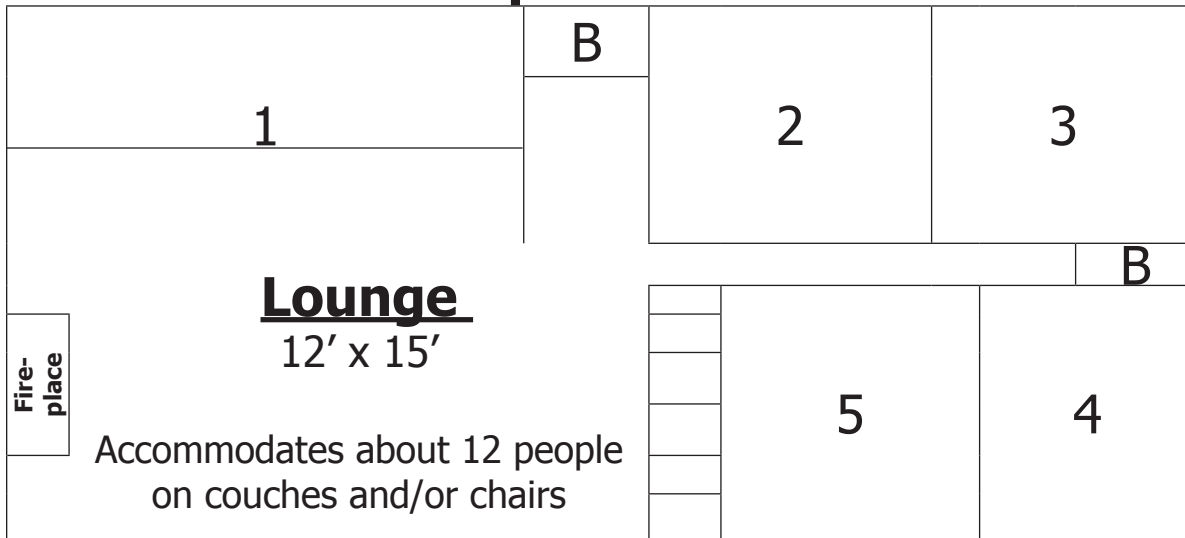 B
1
2
3
B
Lounge
12’ x 15’
Fire-
place
5
4
Accommodates about 12 people
on couches and/or chairs